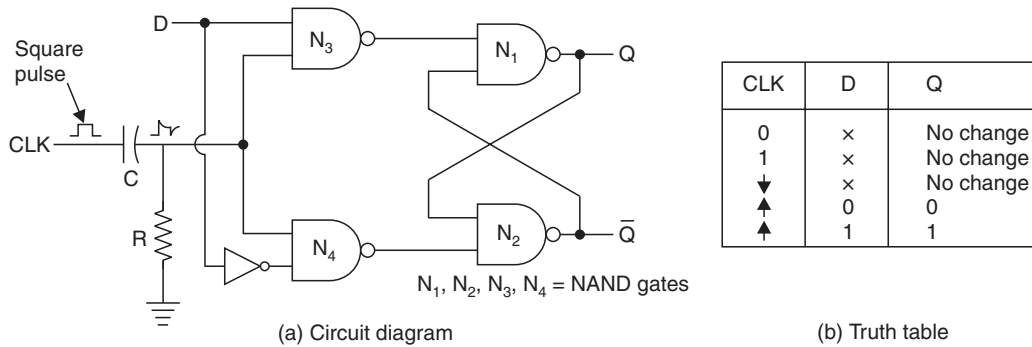 D
Square
pulse
CLK
C
R
N3
N4
N1
N2
Q
Q̅
N1, N2, N3, N4 = NAND gates
(a) Circuit diagram
CLK D Q
0 × No change
1 × No change
↓ × No change
↑ 0 0
↑ 1 1
(b) Truth table